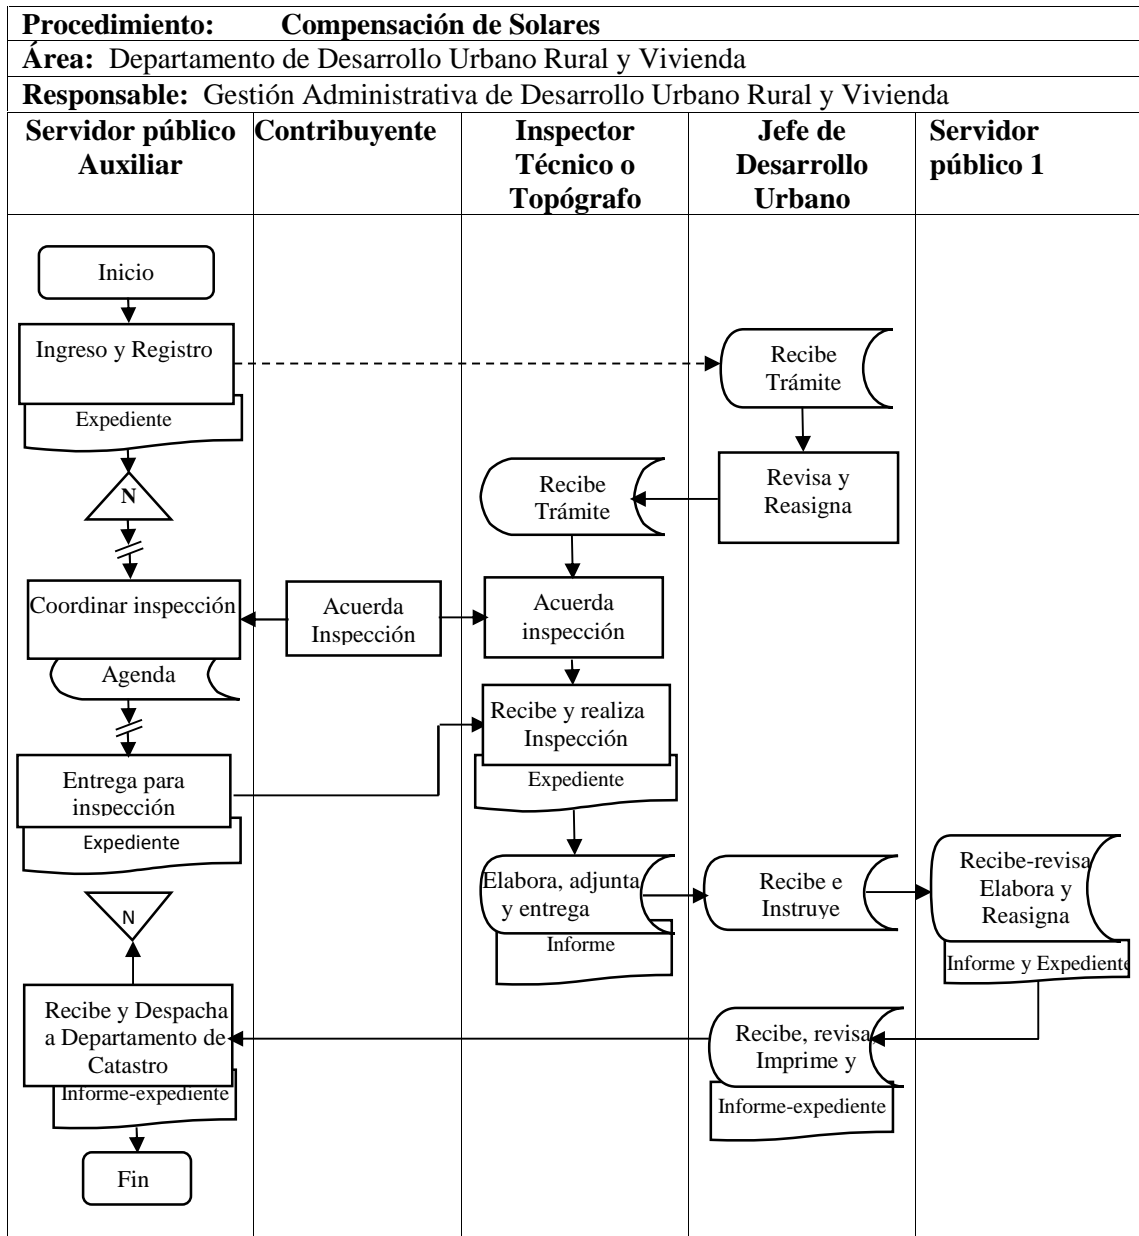 Procedimiento: Compensación de Solares
Área: Departamento de Desarrollo Urbano Rural y Vivienda
Responsable: Gestión Administrativa de Desarrollo Urbano Rural y Vivienda
Servidor público
Auxiliar
Contribuyente
Inspector
Técnico o
Topógrafo
Jefe de
Desarrollo
Urbano
Servidor
público 1
Inicio
Ingreso y Registro
Expediente
Recibe
Trámite
N
Recibe
Trámite
Revisa y
Reasigna
Coordinar inspección
Agenda
Acuerda
Inspección
Acuerda
inspección
Recibe y realiza
Inspección
Expediente
Entrega para
inspección
Expediente
Elabora, adjunta
y entrega
Informe
Recibe e
Instruye
Recibe-revisa
Elabora y
Reasigna
Informe y Expediente
N
Recibe y Despacha
a Departamento de
Catastro
Informe-expediente
Recibe, revisa,
Imprime y
Informe-expediente
Fin